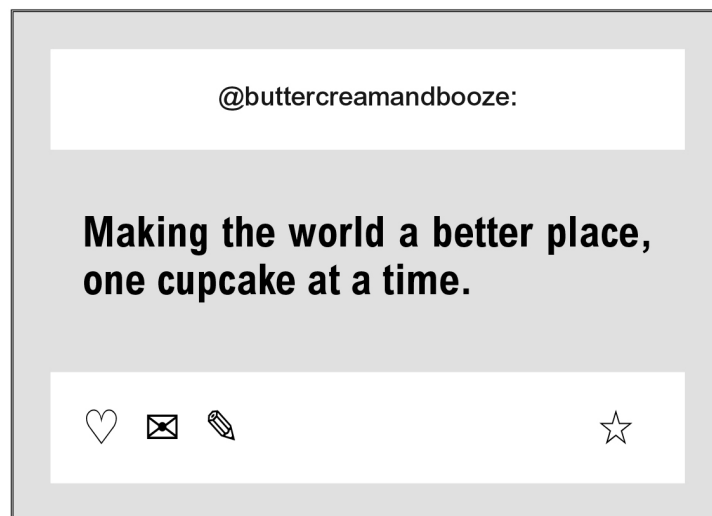 @buttercreamandbooze:
Making the world a better place,
one cupcake at a time.